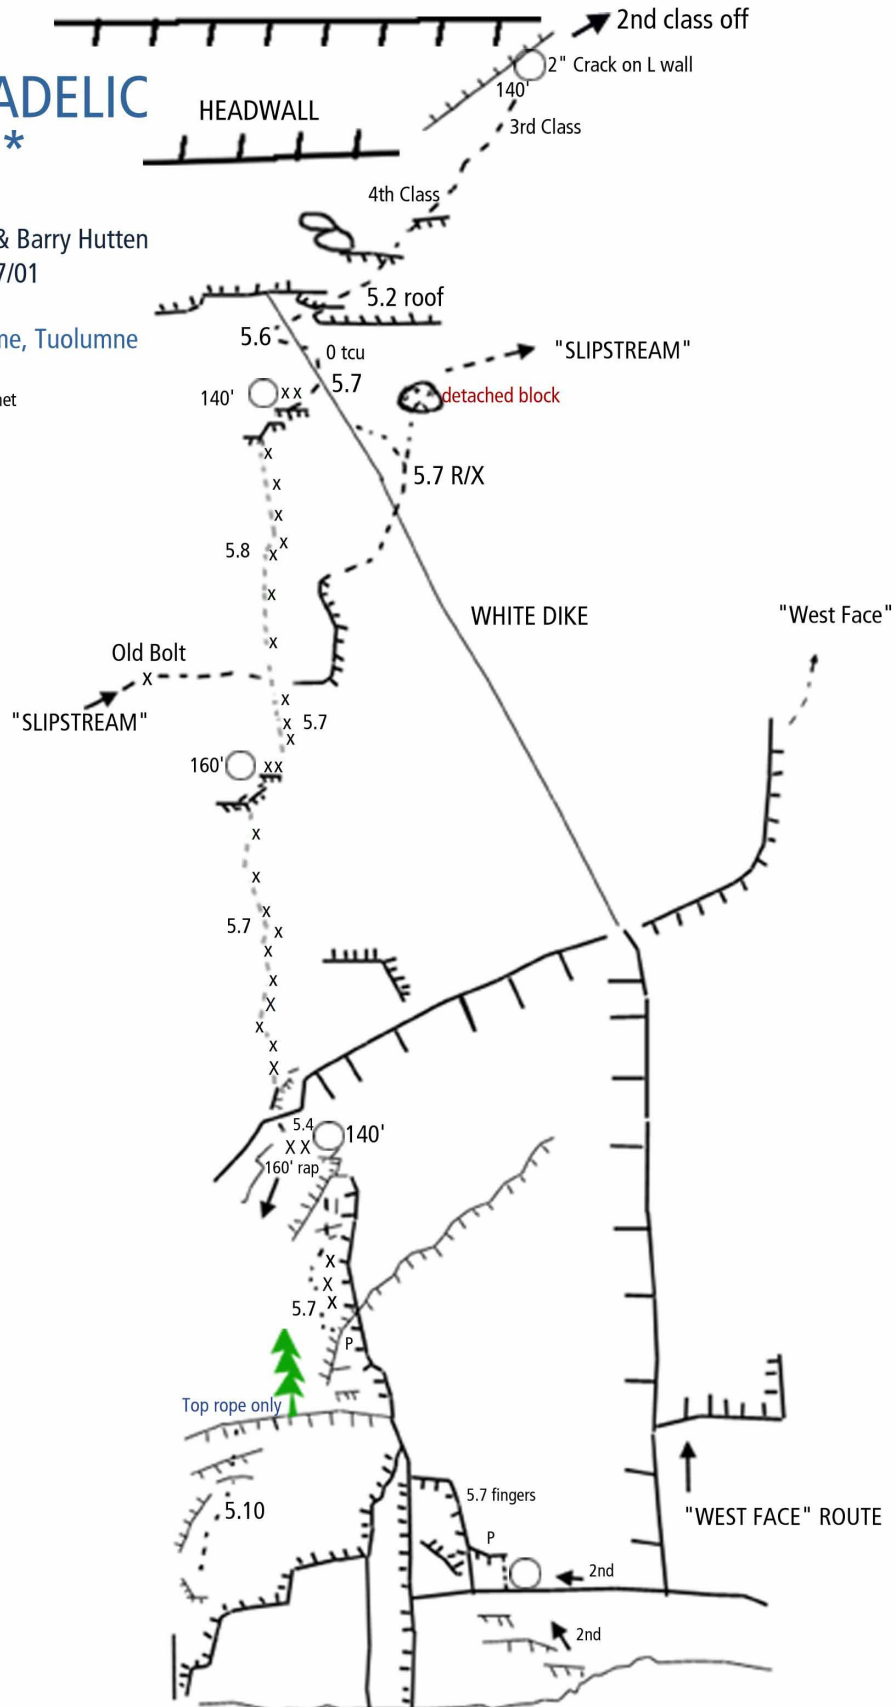 2nd class off
2" Crack on L wall
140'
ADELIC
*
HEADWALL
3rd Class
4th Class
& Barry Hutten
7/01
5.2 roof
ne, Tuolumne
5.6
0 tcu
"SLIPSTREAM"
5.7
net
140'
x x
detached block
x
5.7 R/X
x
x
x
5.8
x
x
WHITE DIKE
"West Face"
x
Old Bolt
x
x
"SLIPSTREAM"
x
5.7
x
160'
xx
x
x
x
5.7
x
x
x
x
x
x
x
5.4
140'
X X
160' rap
x
x
x
5.7
P
Top rope only
5.7 fingers
5.10
"WEST FACE" ROUTE
P
2nd
2nd